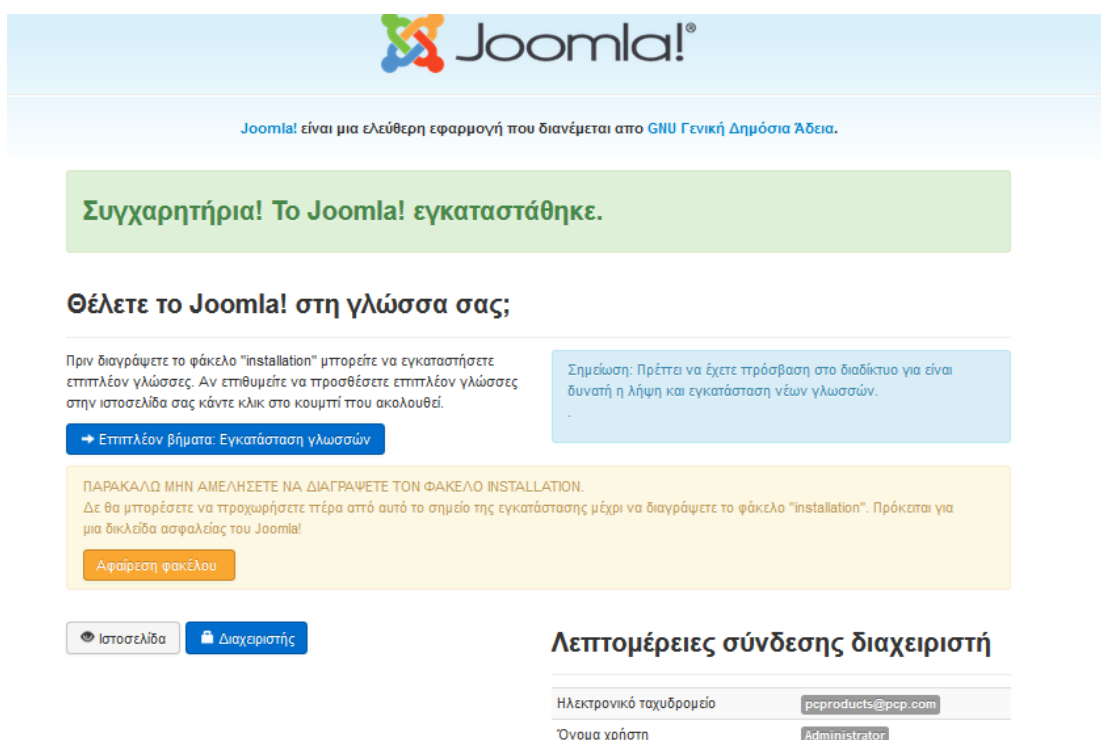 Joomla!®
Joomla! είναι μια ελεύθερη εφαρμογή που διανέμεται απο GNU Γενική Δημόσια Άδεια.
Συγχαρητήρια! Το Joomla! εγκαταστάθηκε.
Θέλετε το Joomla! στη γλώσσα σας;
Πριν διαγράψετε το φάκελο "installation" μπορείτε να εγκαταστήσετε
επιπλέον γλώσσες. Αν επιθυμείτε να προσθέσετε επιπλέον γλώσσες
στην ιστοσελίδα σας κάντε κλικ στο κουμπί που ακολουθεί.
Επιπλέον βήματα: Εγκατάσταση γλωσσών
Σημείωση: Πρέπει να έχετε πρόσβαση στο διαδίκτυο για είναι
δυνατή η λήψη και εγκατάσταση νέων γλωσσών.
.
ΠΑΡΑΚΑΛΩ ΜΗΝ ΑΜΕΛΗΣΕΤΕ ΝΑ ΔΙΑΓΡΑΨΕΤΕ ΤΟΝ ΦΑΚΕΛΟ INSTALLATION.
Δε θα μπορέσετε να προχωρήσετε πέρα από αυτό το σημείο της εγκατάστασης μέχρι να διαγράψετε το φάκελο "installation". Πρόκειται για
μια δικλείδα ασφαλείας του Joomla!
Αφαίρεση φακέλου
Ιστοσελίδα
Διαχειριστής
Λεπτομέρειες σύνδεσης διαχειριστή
Ηλεκτρονικό ταχυδρομείο pcproducts@pcp.com
Όνομα χρήστη Administrator